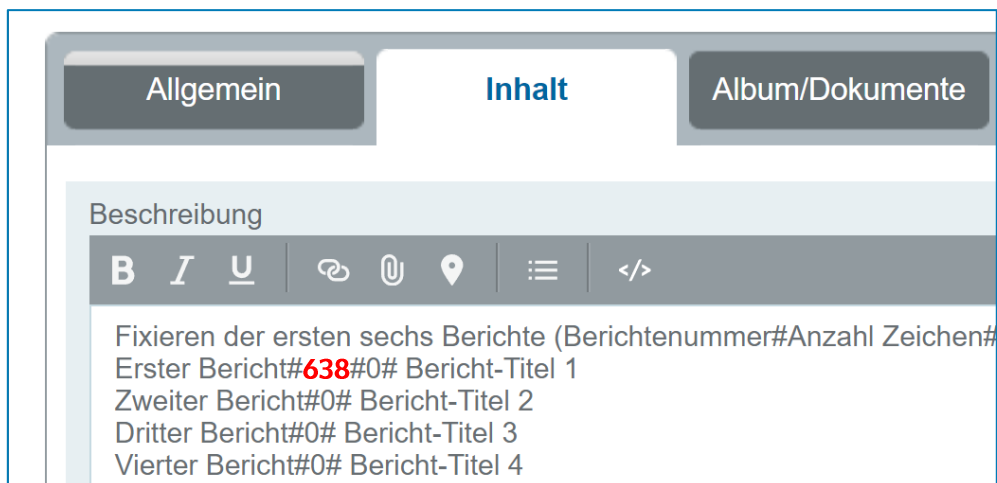 Allgemein Inhalt Album/Dokumente
Beschreibung
B I U </>
Fixieren der ersten sechs Berichte (Berichtenummer#Anzahl Zeichen#
Erster Bericht#638#0# Bericht-Titel 1
Zweiter Bericht#0# Bericht-Titel 2
Dritter Bericht#0# Bericht-Titel 3
Vierter Bericht#0# Bericht-Titel 4